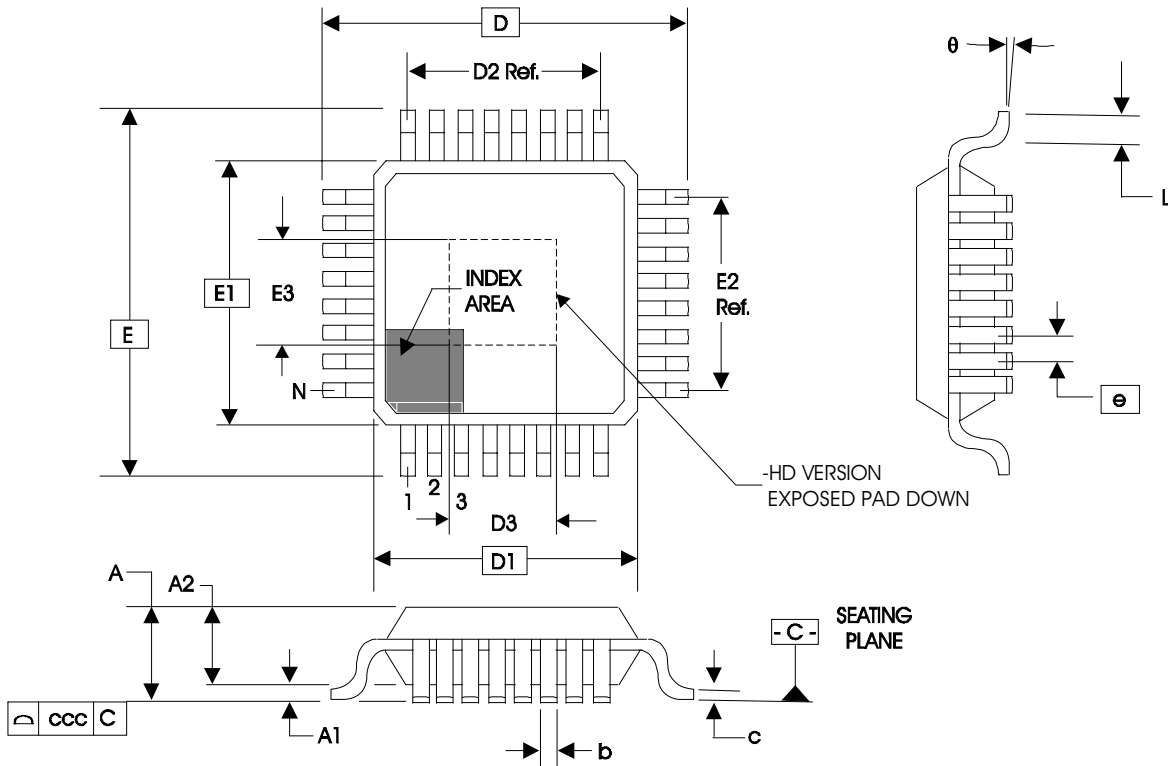 D
D2 Ref.
θ
L
E
E1
E3
INDEX
AREA
E2
Ref.
N
e
1
2
3
-HD VERSION
EXPOSED PAD DOWN
D3
D1
A
A2
- C -
SEATING
PLANE
⌓ ccc C
A1
b
c